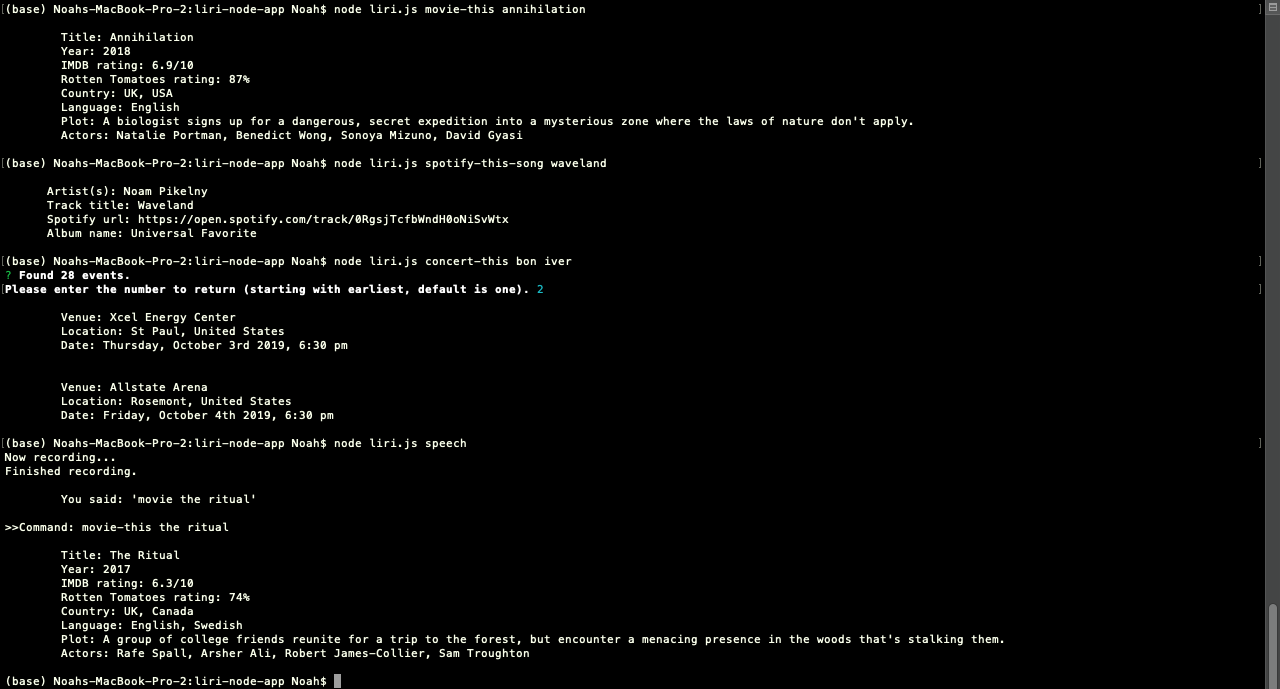 [(base) Noahs-MacBook-Pro-2:liri-node-app Noah$ node liri.js movie-this annihilation ]
Title: Annihilation
Year: 2018
IMDB rating: 6.9/10
Rotten Tomatoes rating: 87%
Country: UK, USA
Language: English
Plot: A biologist signs up for a dangerous, secret expedition into a mysterious zone where the laws of nature don't apply.
Actors: Natalie Portman, Benedict Wong, Sonoya Mizuno, David Gyasi
[(base) Noahs-MacBook-Pro-2:liri-node-app Noah$ node liri.js spotify-this-song waveland ]
Artist(s): Noam Pikelny
Track title: Waveland
Spotify url: https://open.spotify.com/track/0RgsjTcfbWndH0oNiSvWtx
Album name: Universal Favorite
[(base) Noahs-MacBook-Pro-2:liri-node-app Noah$ node liri.js concert-this bon iver ]
? Found 28 events.
[Please enter the number to return (starting with earliest, default is one). 2 ]
Venue: Xcel Energy Center
Location: St Paul, United States
Date: Thursday, October 3rd 2019, 6:30 pm
Venue: Allstate Arena
Location: Rosemont, United States
Date: Friday, October 4th 2019, 6:30 pm
[(base) Noahs-MacBook-Pro-2:liri-node-app Noah$ node liri.js speech ]
Now recording...
Finished recording.
You said: 'movie the ritual'
>>Command: movie-this the ritual
Title: The Ritual
Year: 2017
IMDB rating: 6.3/10
Rotten Tomatoes rating: 74%
Country: UK, Canada
Language: English, Swedish
Plot: A group of college friends reunite for a trip to the forest, but encounter a menacing presence in the woods that's stalking them.
Actors: Rafe Spall, Arsher Ali, Robert James-Collier, Sam Troughton
(base) Noahs-MacBook-Pro-2:liri-node-app Noah$